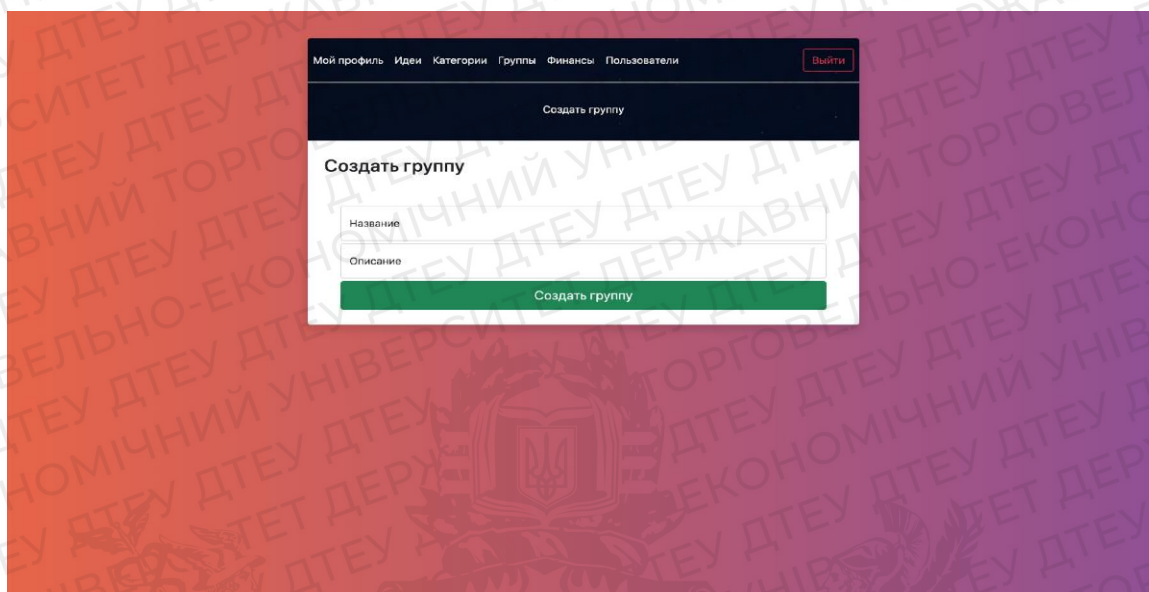 Мой профиль Идеи Категории Группы Финансы Пользователи Выйти
Создать группу
Создать группу
Название
Описание
Создать группу